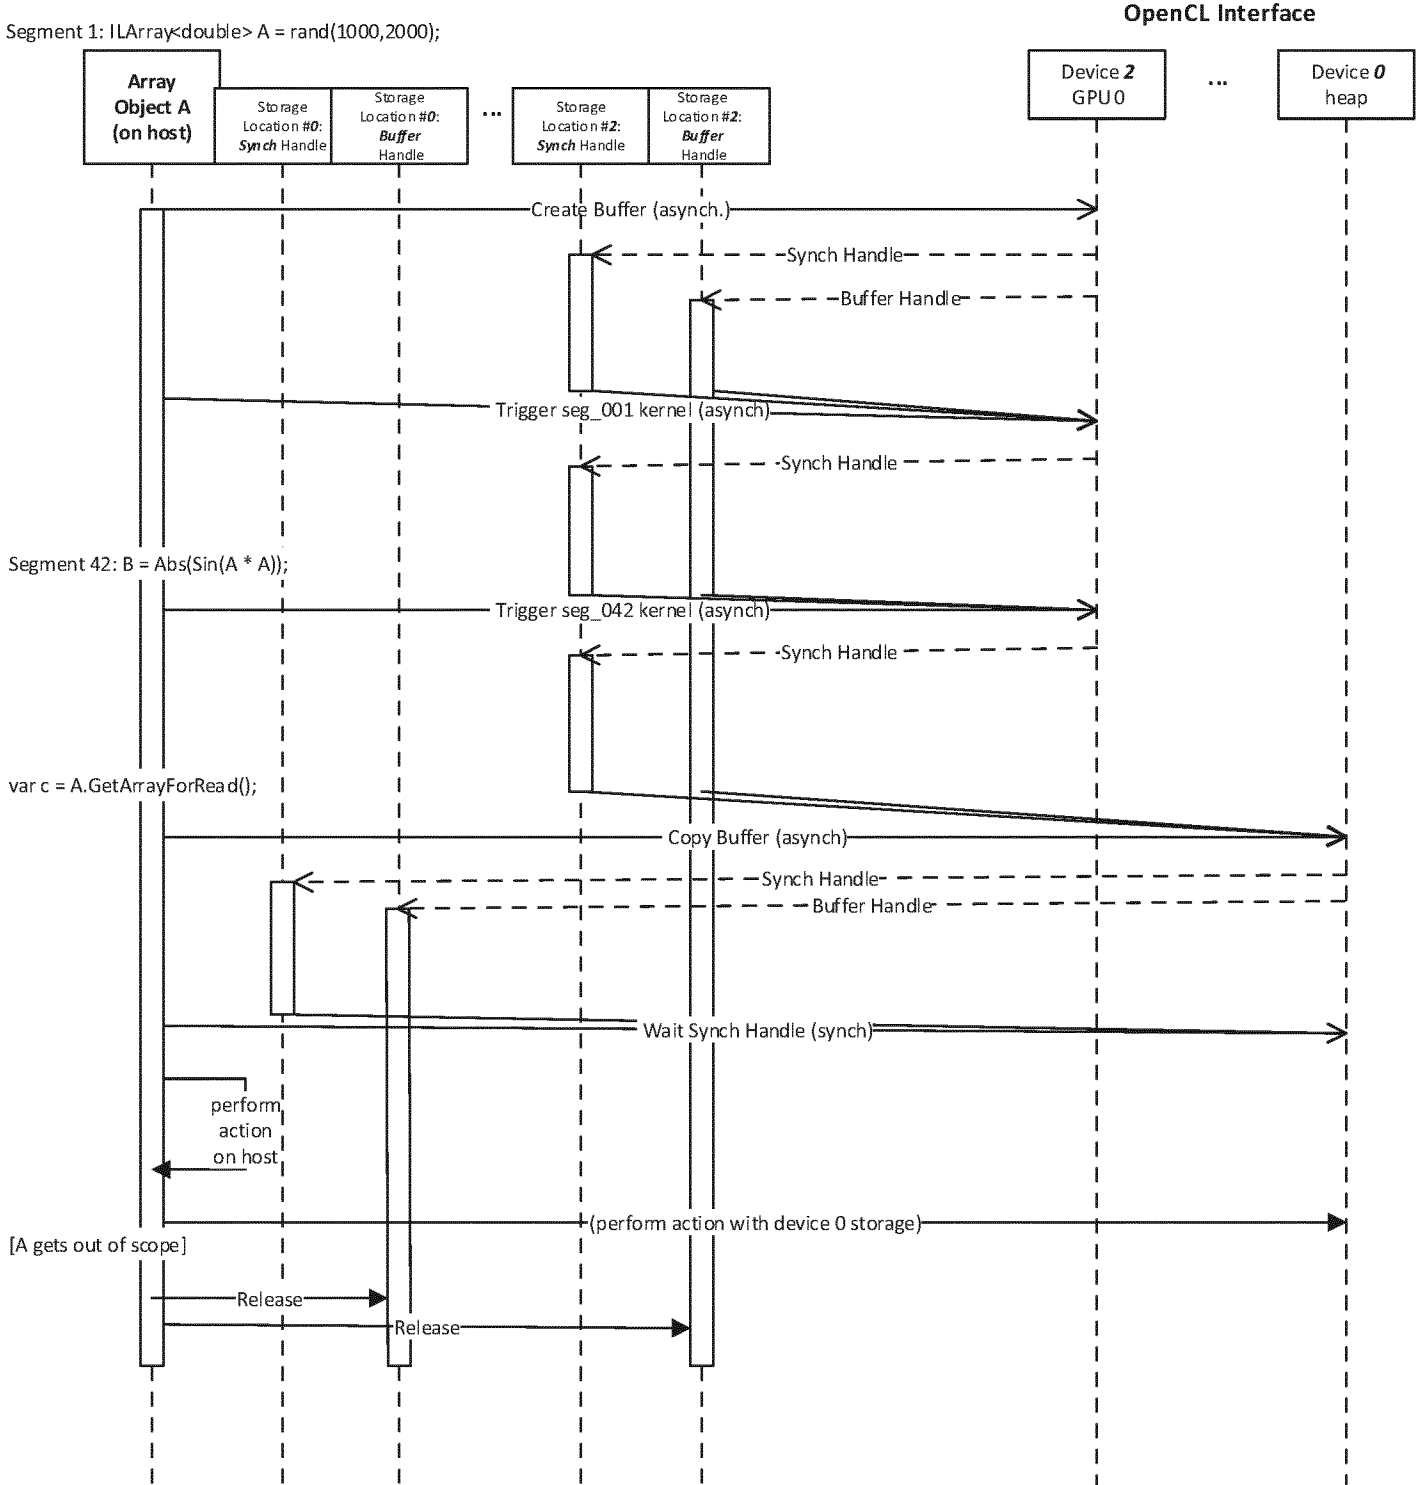 OpenCL Interface
Segment 1: ILArray<double> A = rand(1000,2000);
Array
Object A
(on host)
Storage
Location #0:
Synch Handle
Storage
Location #0:
Buffer
Handle
...
Storage
Location #2:
Synch Handle
Storage
Location #2:
Buffer
Handle
Device 2
GPU 0
...
Device 0
heap
Create Buffer (asynch.)
Synch Handle
Buffer Handle
Trigger seg_001 kernel (asynch)
Synch Handle
Segment 42: B = Abs(Sin(A * A));
Trigger seg_042 kernel (asynch)
Synch Handle
var c = A.GetArrayForRead();
Copy Buffer (asynch)
Synch Handle
Buffer Handle
Wait Synch Handle (synch)
perform
action
on host
(perform action with device 0 storage)
[A gets out of scope]
Release
Release